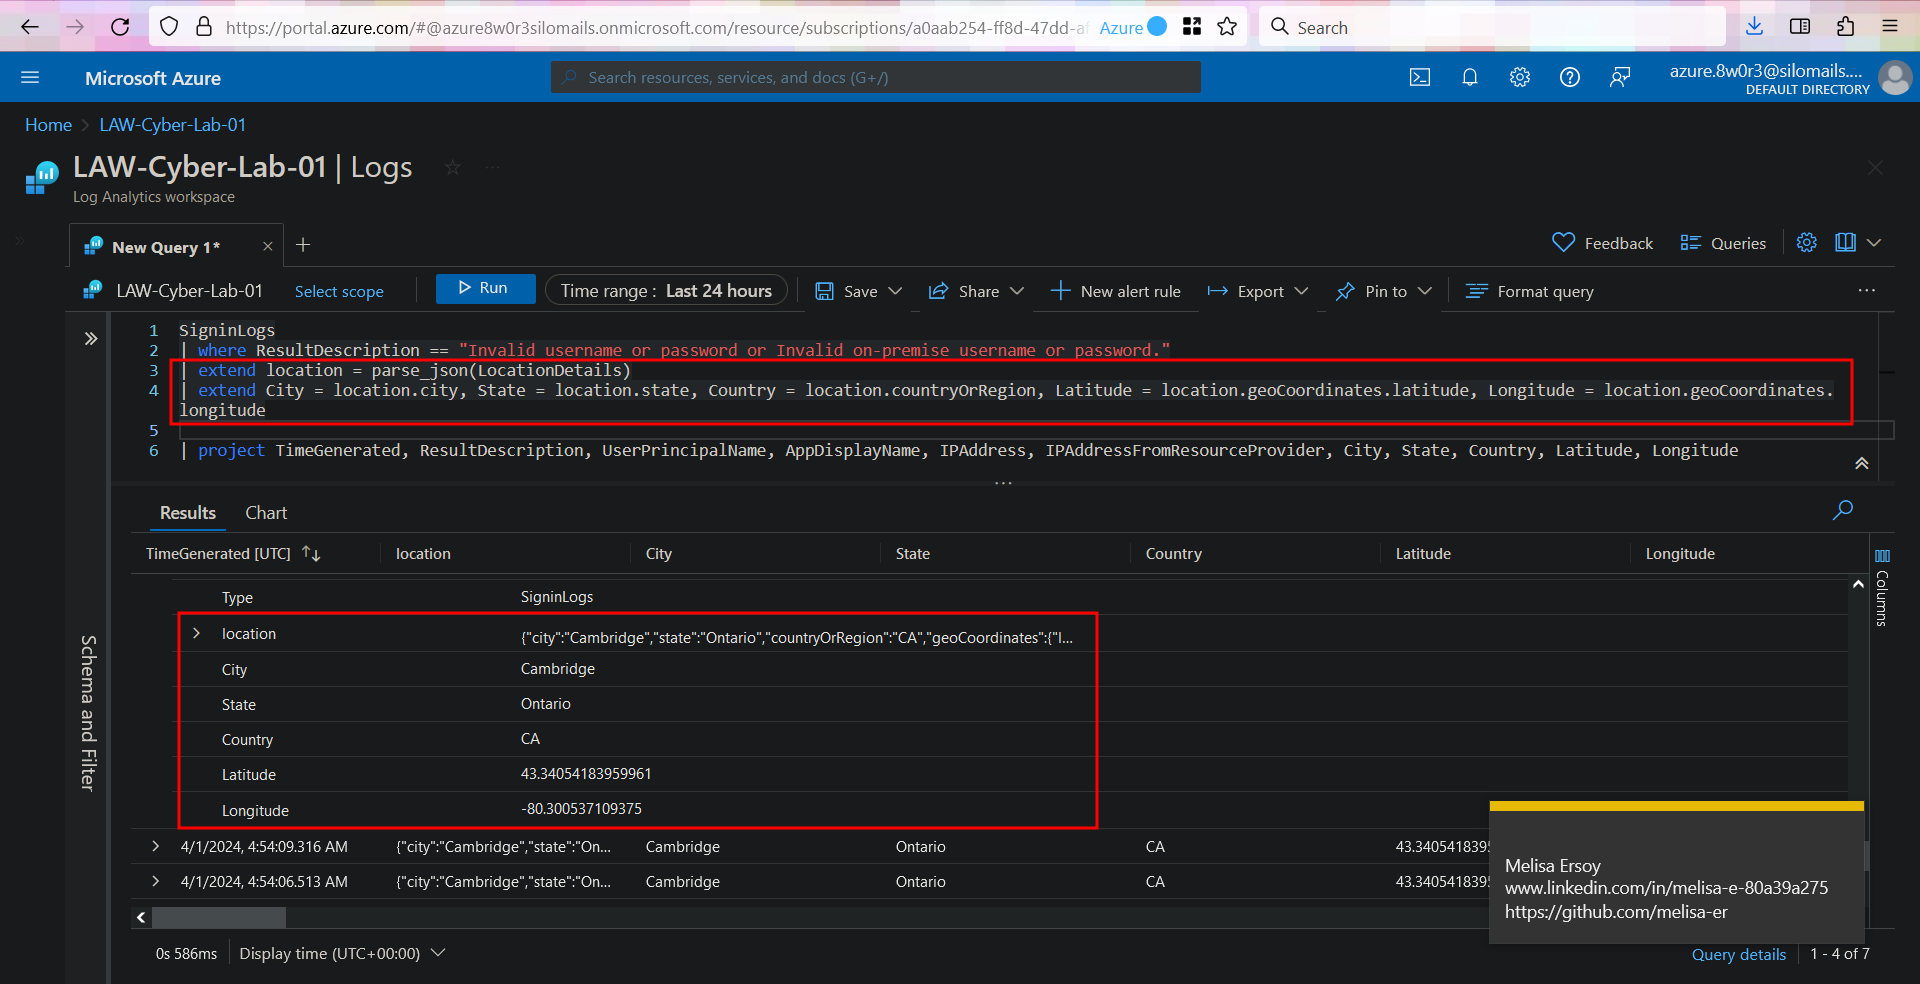 https://portal.azure.com/#@azure8w0r3silomails.onmicrosoft.com/resource/subscriptions/a0aab254-ff8d-47dd-a
Azure
Search
Microsoft Azure
Search resources, services, and docs (G+/)
azure.8w0r3@silomails....
DEFAULT DIRECTORY
Home > LAW-Cyber-Lab-01
LAW-Cyber-Lab-01 | Logs
Log Analytics workspace
New Query 1*
Feedback
Queries
LAW-Cyber-Lab-01
Select scope
Run
Time range : Last 24 hours
Save
Share
New alert rule
Export
Pin to
Format query
1 SigninLogs
2 | where ResultDescription == "Invalid username or password or Invalid on-premise username or password."
3 | extend location = parse_json(LocationDetails)
4 | extend City = location.city, State = location.state, Country = location.countryOrRegion, Latitude = location.geoCoordinates.latitude, Longitude = location.geoCoordinates.
longitude
5
6 | project TimeGenerated, ResultDescription, UserPrincipalName, AppDisplayName, IPAddress, IPAddressFromResourceProvider, City, State, Country, Latitude, Longitude
Schema and Filter
Results Chart
TimeGenerated [UTC] location City State Country Latitude Longitude
Columns
Type SigninLogs
location {"city":"Cambridge","state":"Ontario","countryOrRegion":"CA","geoCoordinates":{"l...
City Cambridge
State Ontario
Country CA
Latitude 43.34054183959961
Longitude -80.300537109375
4/1/2024, 4:54:09.316 AM {"city":"Cambridge","state":"On... Cambridge Ontario CA 43.3405418395
4/1/2024, 4:54:06.513 AM {"city":"Cambridge","state":"On... Cambridge Ontario CA 43.3405418395
Melisa Ersoy
www.linkedin.com/in/melisa-e-80a39a275
https://github.com/melisa-er
0s 586ms
Display time (UTC+00:00)
Query details
1 - 4 of 7